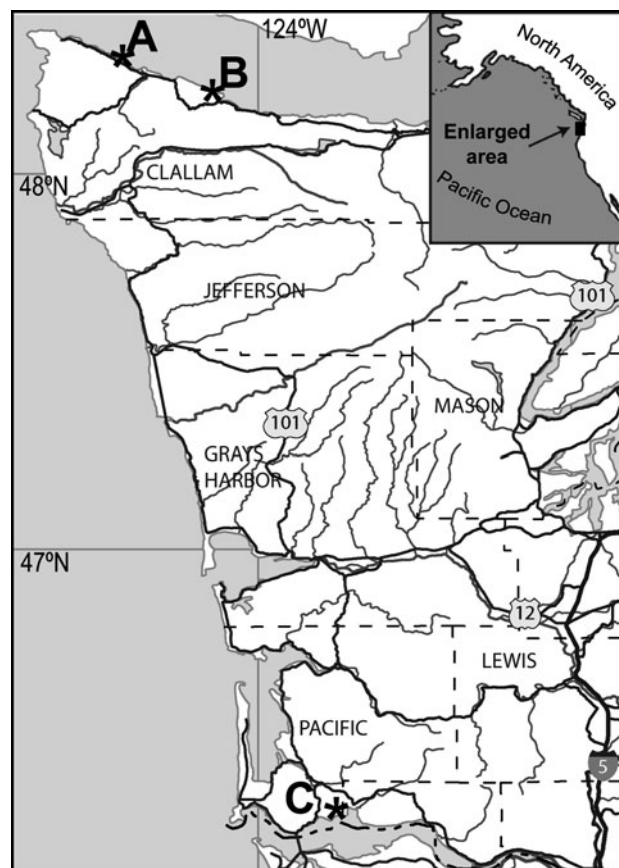 A
B
124ºW
North America
Enlarged
area
Pacific Ocean
48ºN
CLALLAM
JEFFERSON
101
101
MASON
GRAYS
HARBOR
47ºN
12
LEWIS
PACIFIC
5
C